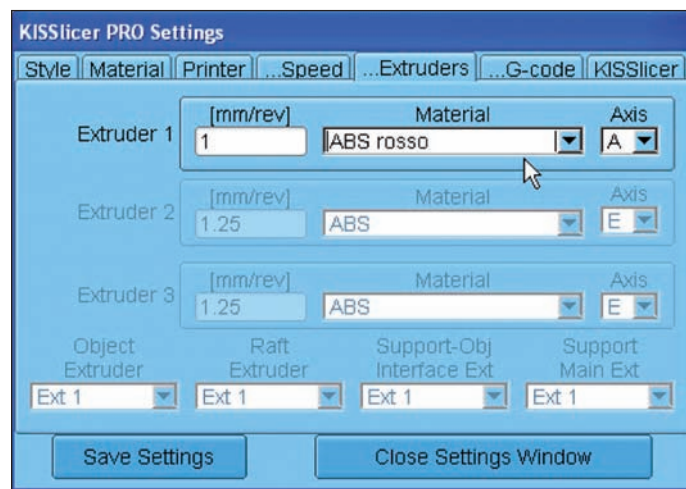 KISSlicer PRO Settings
Style Material Printer ...Speed ...Extruders ...G-code KISSlicer
[mm/rev] Material Axis
Extruder 1 1 ABS rosso A
[mm/rev] Material Axis
Extruder 2 1.25 ABS E
[mm/rev] Material Axis
Extruder 3 1.25 ABS E
Object Raft Support-Obj Support
Extruder Extruder Interface Ext Main Ext
Ext 1 Ext 1 Ext 1 Ext 1
Save Settings Close Settings Window